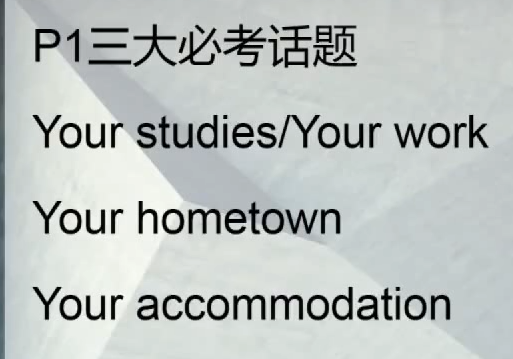 P1三大必考话题
Your studies/Your work
Your hometown
Your accommodation